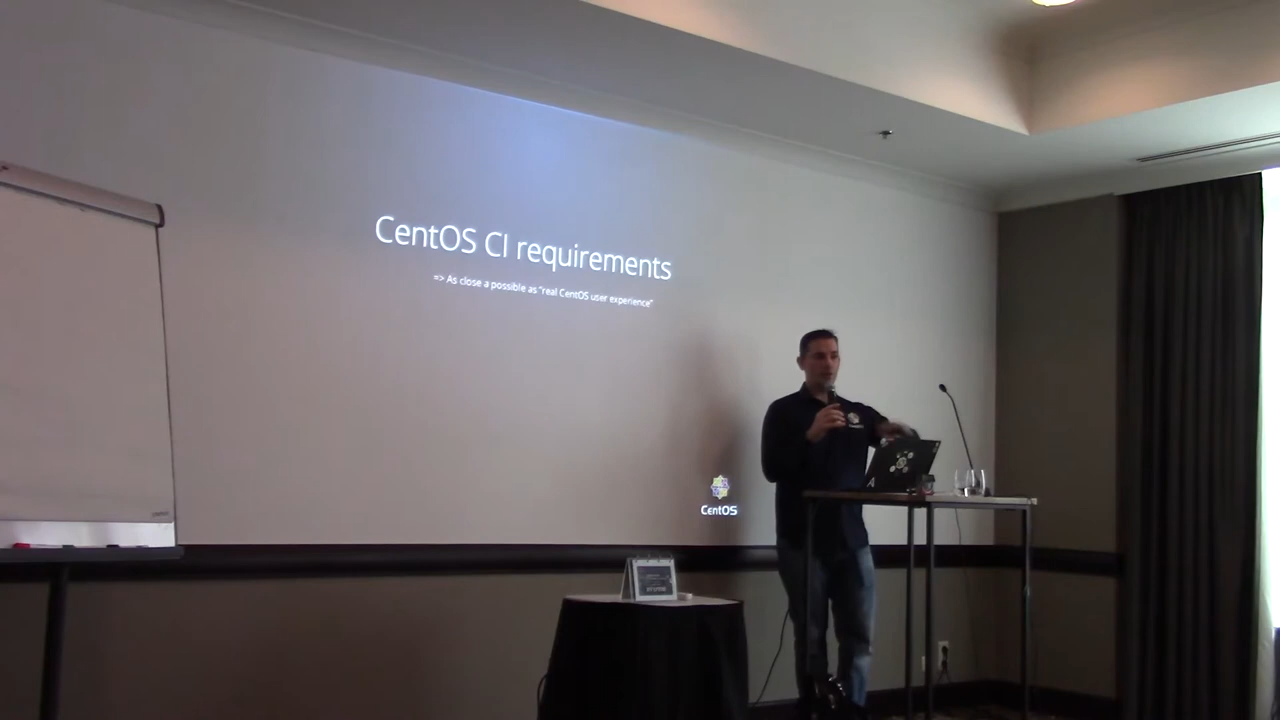 CentOS CI requirements
=> As close a possible as "real CentOS user experience"
CentOS